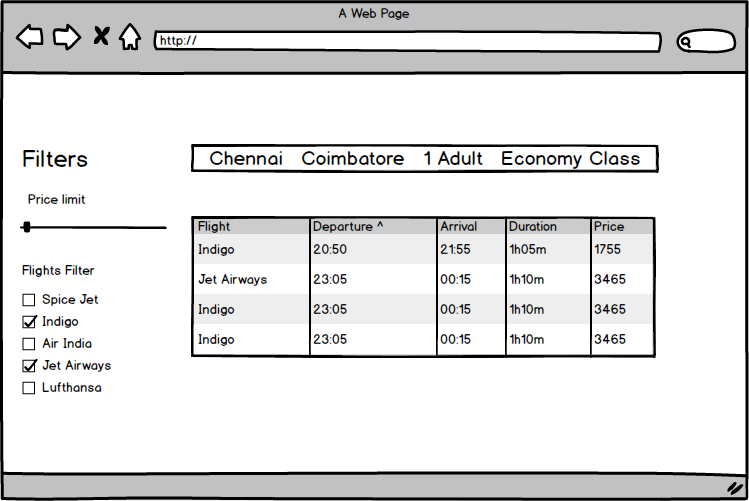 A Web Page
http://
Filters
Chennai Coimbatore 1 Adult Economy Class
Price limit
Flight Departure ^ Arrival Duration Price
Indigo 20:50 21:55 1h05m 1755
Jet Airways 23:05 00:15 1h10m 3465
Indigo 23:05 00:15 1h10m 3465
Indigo 23:05 00:15 1h10m 3465
Flights Filter
Spice Jet
Indigo
Air India
Jet Airways
Lufthansa